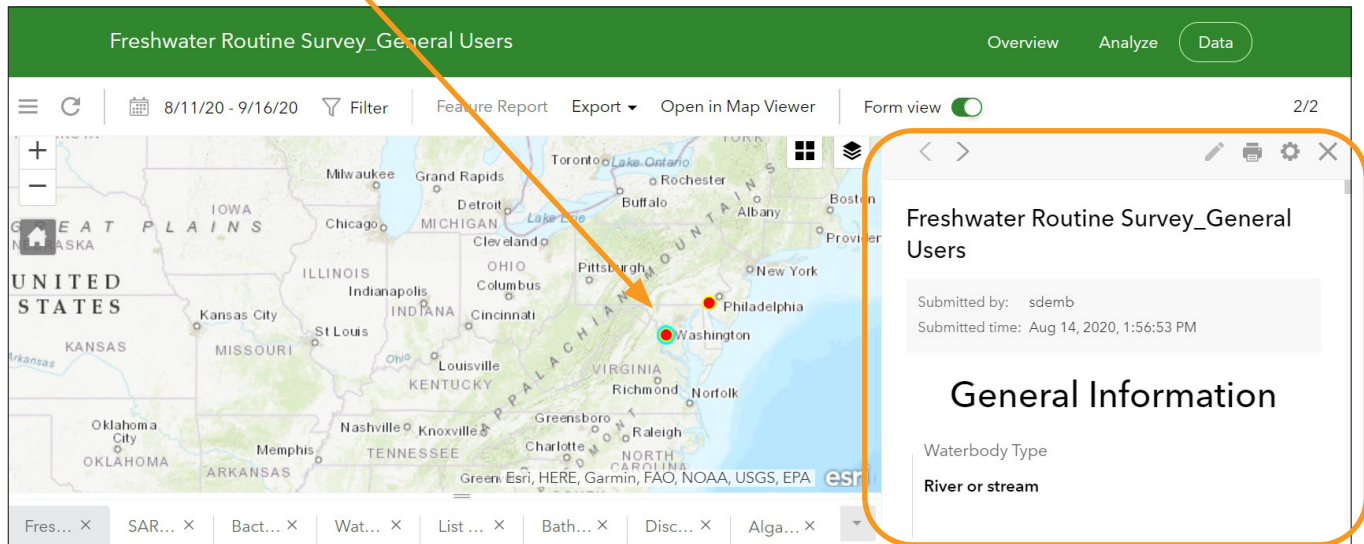 Freshwater Routine Survey_General Users
Overview Analyze Data
8/11/20 - 9/16/20 Filter Feature Report Export Open in Map Viewer Form view 2/2
Toronto Lake Ontario
Milwaukee Grand Rapids Rochester
Detroit Buffalo Albany Boston
IOWA Chicago MICHIGAN Lake Erie
GREAT PLAINS
Cleveland
OHIO Pittsburgh New York
UNITED STATES
ILLINOIS Indianapolis Columbus
INDIANA Cincinnati Philadelphia
Kansas City St Louis Washington
KANSAS MISSOURI
Arkansas Ohio Louisville VIRGINIA
KENTUCKY Richmond Norfolk
APPALACHIAN MOUNTAINS
Oklahoma City Nashville Knoxville Greensboro Raleigh
Memphis TENNESSEE Charlotte NORTH CAROLINA
OKLAHOMA ARKANSAS
Esri, HERE, Garmin, FAO, NOAA, USGS, EPA esri
Fres... × SAR... × Bact... × Wat... × List ... × Bath... × Disc... × Alga... ×
Freshwater Routine Survey_General
Users
Submitted by: sdemb
Submitted time: Aug 14, 2020, 1:56:53 PM
General Information
Waterbody Type
River or stream